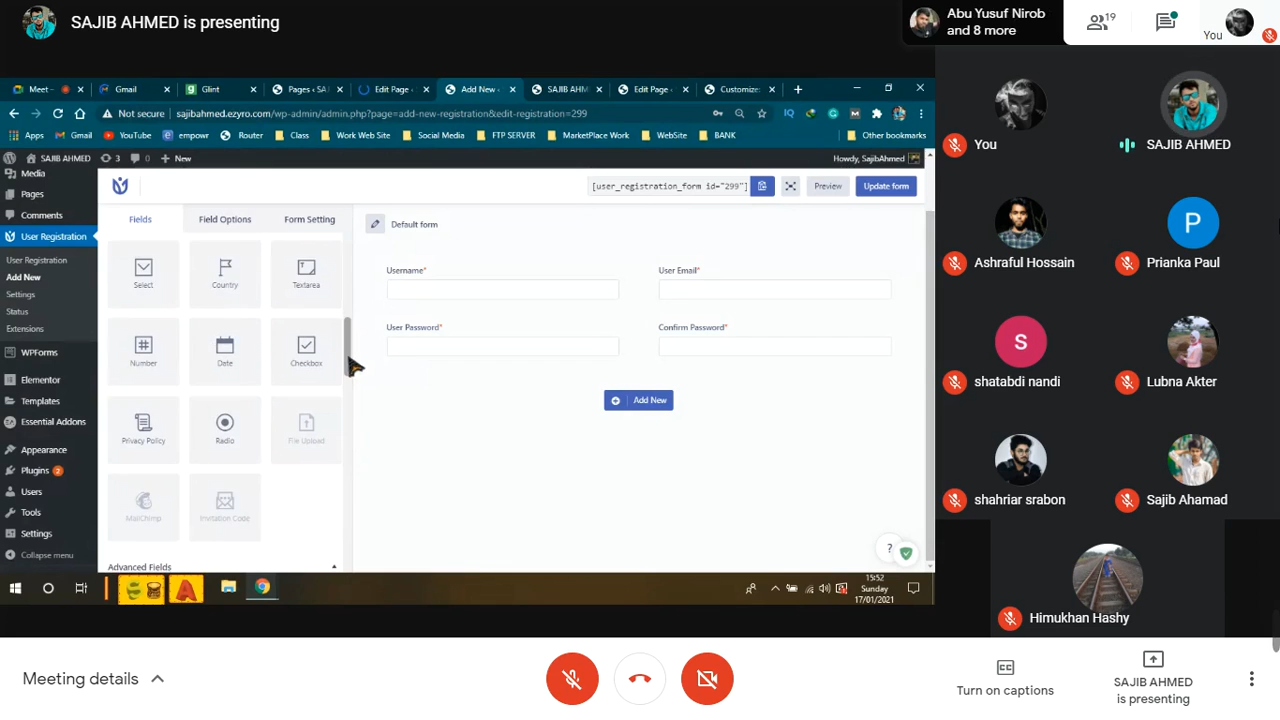 SAJIB AHMED is presenting
Abu Yusuf Nirob
and 8 more
19
You
Meet -
Gmail
Glint
Pages < SA
Edit Page
Add New
SAJIB AHM
Edit Page
Customize:
Not secure
sajibahmed.ezyro.com/wp-admin/admin.php?page=add-new-registration&edit-registration=299
Apps
Gmail
YouTube
empowr
Router
Class
Work Web Site
Social Media
FTP SERVER
MarketPlace Work
WebSite
BANK
Other bookmarks
SAJIB AHMED
3
0
New
Howdy, SajibAhmed
Media
Pages
Comments
User Registration
User Registration
Add New
Settings
Status
Extensions
WPForms
Elementor
Templates
Essential Addons
Appearance
Plugins 2
Users
Tools
Settings
Collapse menu
[user_registration_form id="299"]
Preview
Update form
Fields
Field Options
Form Setting
Select
Country
Textarea
Number
Date
Checkbox
Privacy Policy
Radio
File Upload
MailChimp
Invitation Code
Advanced Fields
Default form
Username*
User Email*
User Password*
Confirm Password*
Add New
?
15:52
Sunday
17/01/2021
You
SAJIB AHMED
Ashraful Hossain
P
Prianka Paul
s
shatabdi nandi
Lubna Akter
shahriar srabon
Sajib Ahamad
Himukhan Hashy
Meeting details
CC
Turn on captions
SAJIB AHMED
is presenting